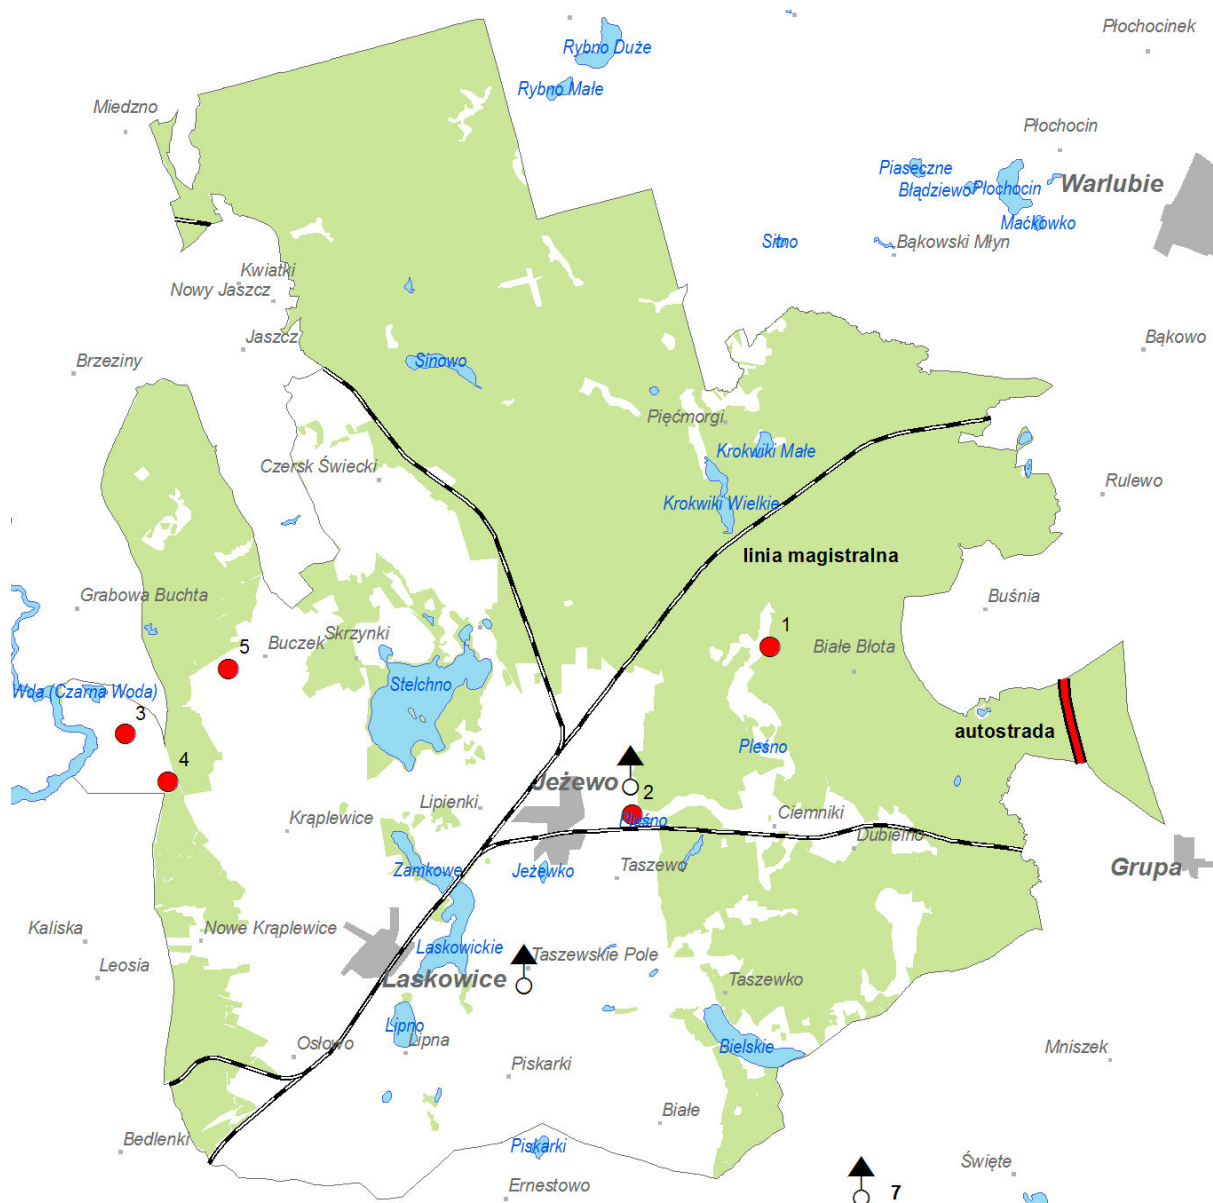 Płochocinek
Rybno Duże
Rybno Małe
Miedzno
Płochocin
Piaseczne
Błądziewo
Płochocin
Warlubie
Maćkówko
Sitno
Bąkowski Młyn
Kwiatki
Nowy Jaszcz
Jaszcz
Bąkowo
Brzeziny
Sinowo
Pięćmorgi
Krokwiki Małe
Czersk Świecki
Rulewo
Krokwiki Wielkie
linia magistralna
Grabowa Buchta
Buśnia
1
5
Buczek
Skrzynki
Białe Błota
Stelchno
Wda (Czarna Woda)
3
autostrada
Pleśno
4
Jeżewo
2
Lipienki
Pleśno
Ciemniki
Krąplewice
Dubielno
Zamkowe
Jeżewko
Taszewo
Grupa
Kaliska
Nowe Krąplewice
Laskowickie
Taszewskie Pole
Leosia
Laskowice
Taszewko
Lipno
Lipna
Osłowo
Bielskie
Mniszek
Piskarki
Białe
Bedlenki
Piskarki
Święte
Ernestowo
7